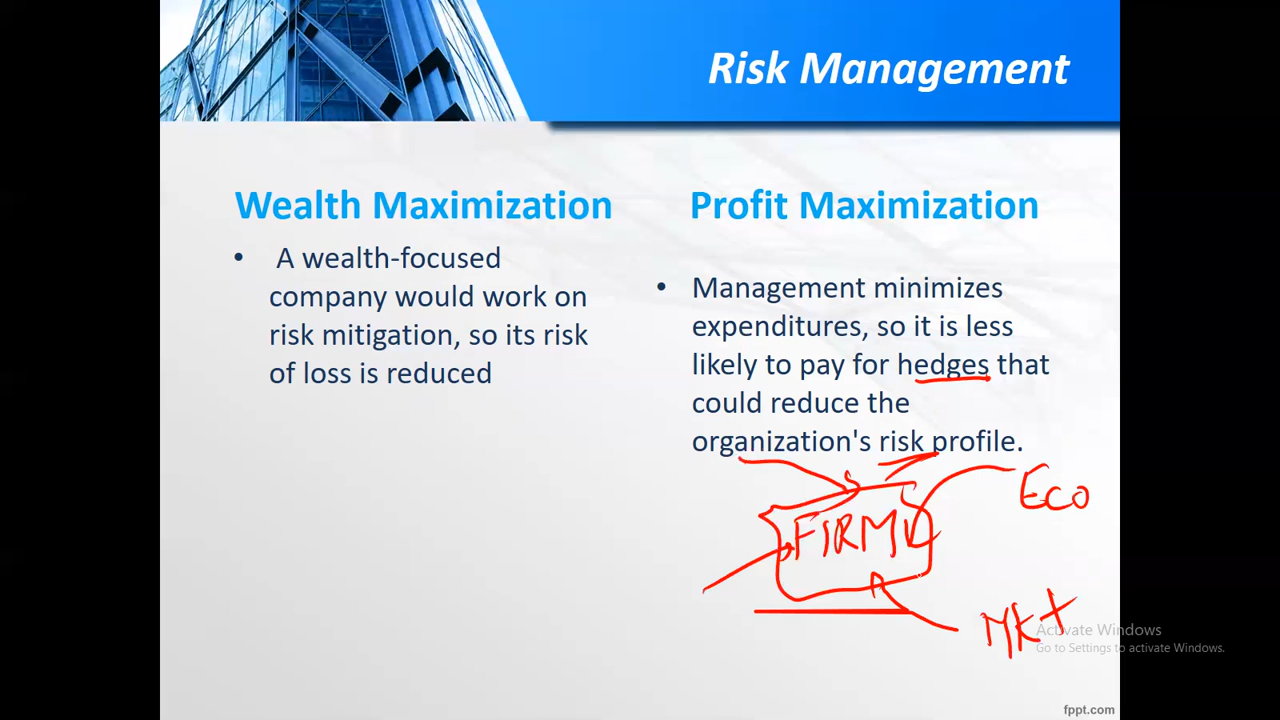 Risk Management
Wealth Maximization
• A wealth-focused
company would work on
risk mitigation, so its risk
of loss is reduced
Profit Maximization
• Management minimizes
expenditures, so it is less
likely to pay for hedges that
could reduce the
organization's risk profile.
Eco
FIRM
MKt
Activate Windows
Go to Settings to activate Windows.
fppt.com